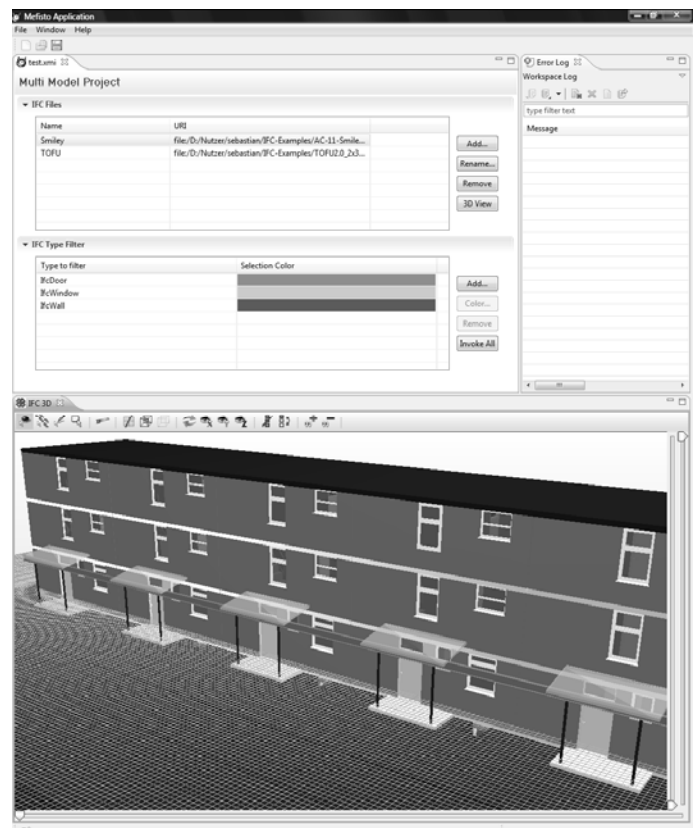 Mefisto Application
File Window Help
test.xmi
Multi Model Project
IFC Files
Name URI
Smiley file:/D:/Nutzer/sebastian/IFC-Examples/AC-11-Smile...
TOFU file:/D:/Nutzer/sebastian/IFC-Examples/TOFU2.0_2x3...
Add...
Rename...
Remove
3D View
IFC Type Filter
Type to filter Selection Color
IfcDoor
IfcWindow
IfcWall
Add...
Color...
Remove
Invoke All
Error Log
Workspace Log
type filter text
Message
IFC 3D